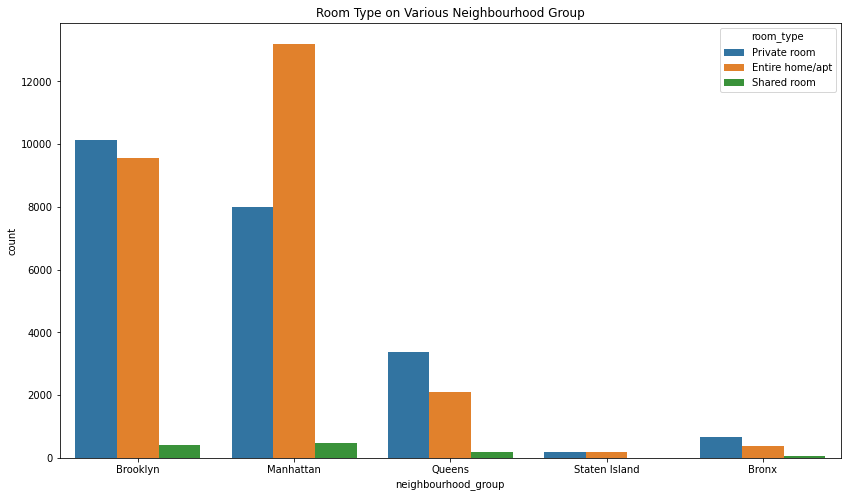 Room Type on Various Neighbourhood Group
room_type
Private room
Entire home/apt
Shared room
12000
10000
8000
6000
4000
2000
0
count
Brooklyn
Manhattan
Queens
Staten Island
Bronx
neighbourhood_group